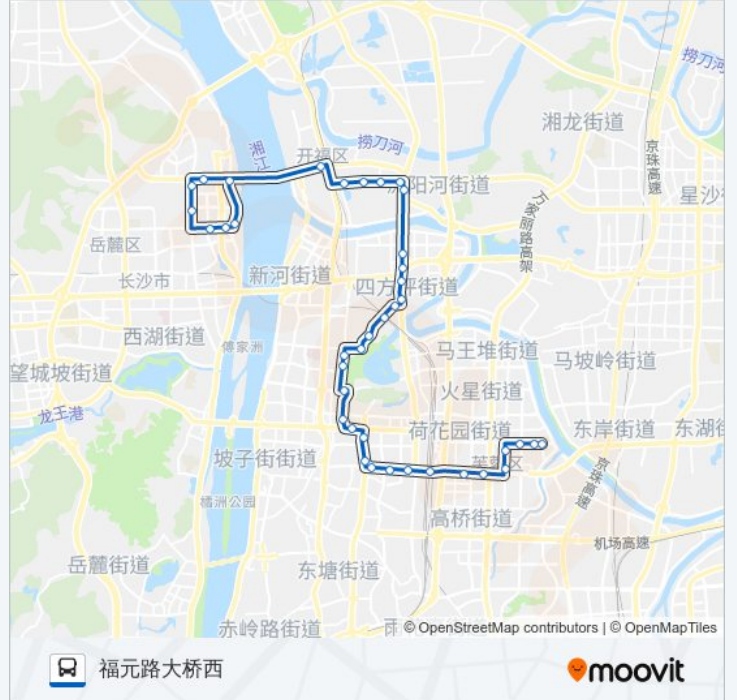 捞刀河
湘龙街道
湘江
捞刀河
开福区
京珠高速
阳河街道
星沙
万家丽路高架
岳麓区
长沙市
新河街道
四方坪街道
西湖街道
傅家洲
马王堆街道
马坡岭街道
望城坡街道
火星街道
龙王港
荷花园街道
东岸街道
东湖街
坡子街街道
芙蓉区
京珠高速
橘洲公园
高桥街道
机场高速
岳麓街道
东塘街道
赤岭路街道
雨
© OpenStreetMap contributors | © OpenMapTiles
福元路大桥西
moovit